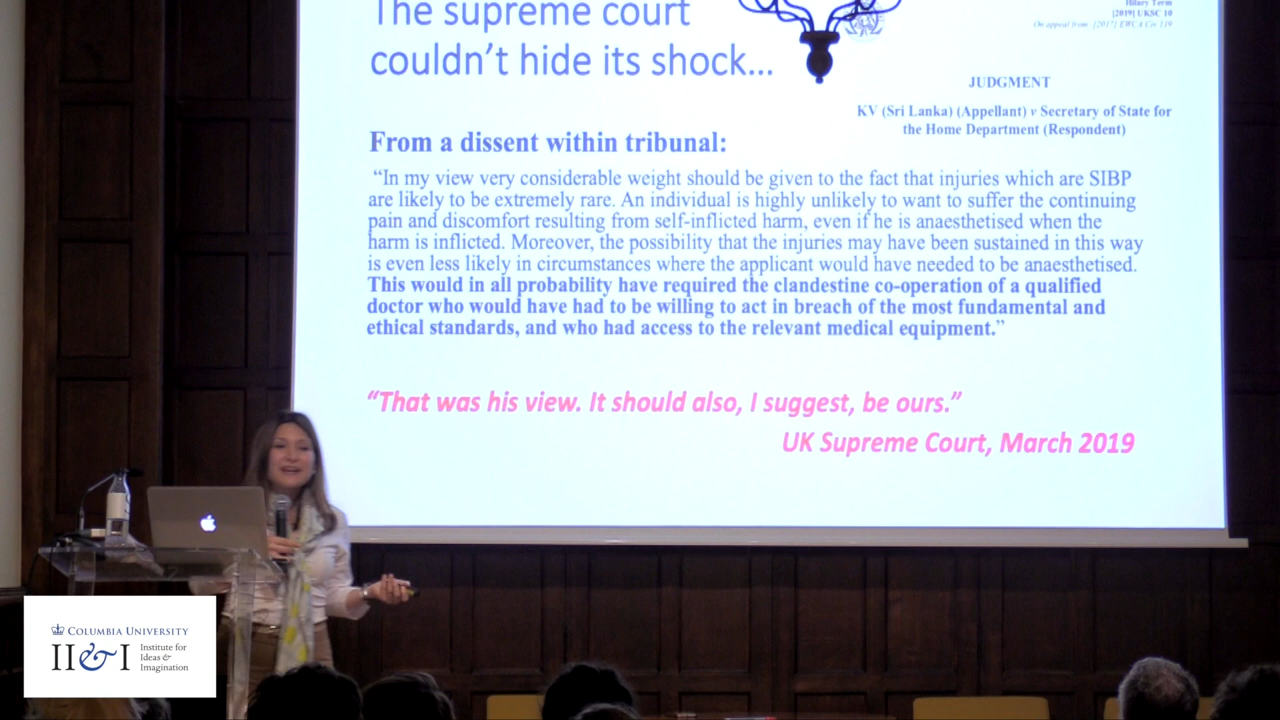 The supreme court
couldn't hide its shock...
Hilary Term
[2019] UKSC 10
On appeal from: [2017] EWCA Civ 119
JUDGMENT
KV (Sri Lanka) (Appellant) v Secretary of State for
the Home Department (Respondent)
From a dissent within tribunal:
“In my view very considerable weight should be given to the fact that injuries which are SIBP
are likely to be extremely rare. An individual is highly unlikely to want to suffer the continuing
pain and discomfort resulting from self-inflicted harm, even if he is anaesthetised when the
harm is inflicted. Moreover, the possibility that the injuries may have been sustained in this way
is even less likely in circumstances where the applicant would have needed to be anaesthetised.
This would in all probability have required the clandestine co-operation of a qualified
doctor who would have had to be willing to act in breach of the most fundamental and
ethical standards, and who had access to the relevant medical equipment.”
“That was his view. It should also, I suggest, be ours.”
UK Supreme Court, March 2019
COLUMBIA UNIVERSITY
II&I
Institute for
Ideas &
Imagination